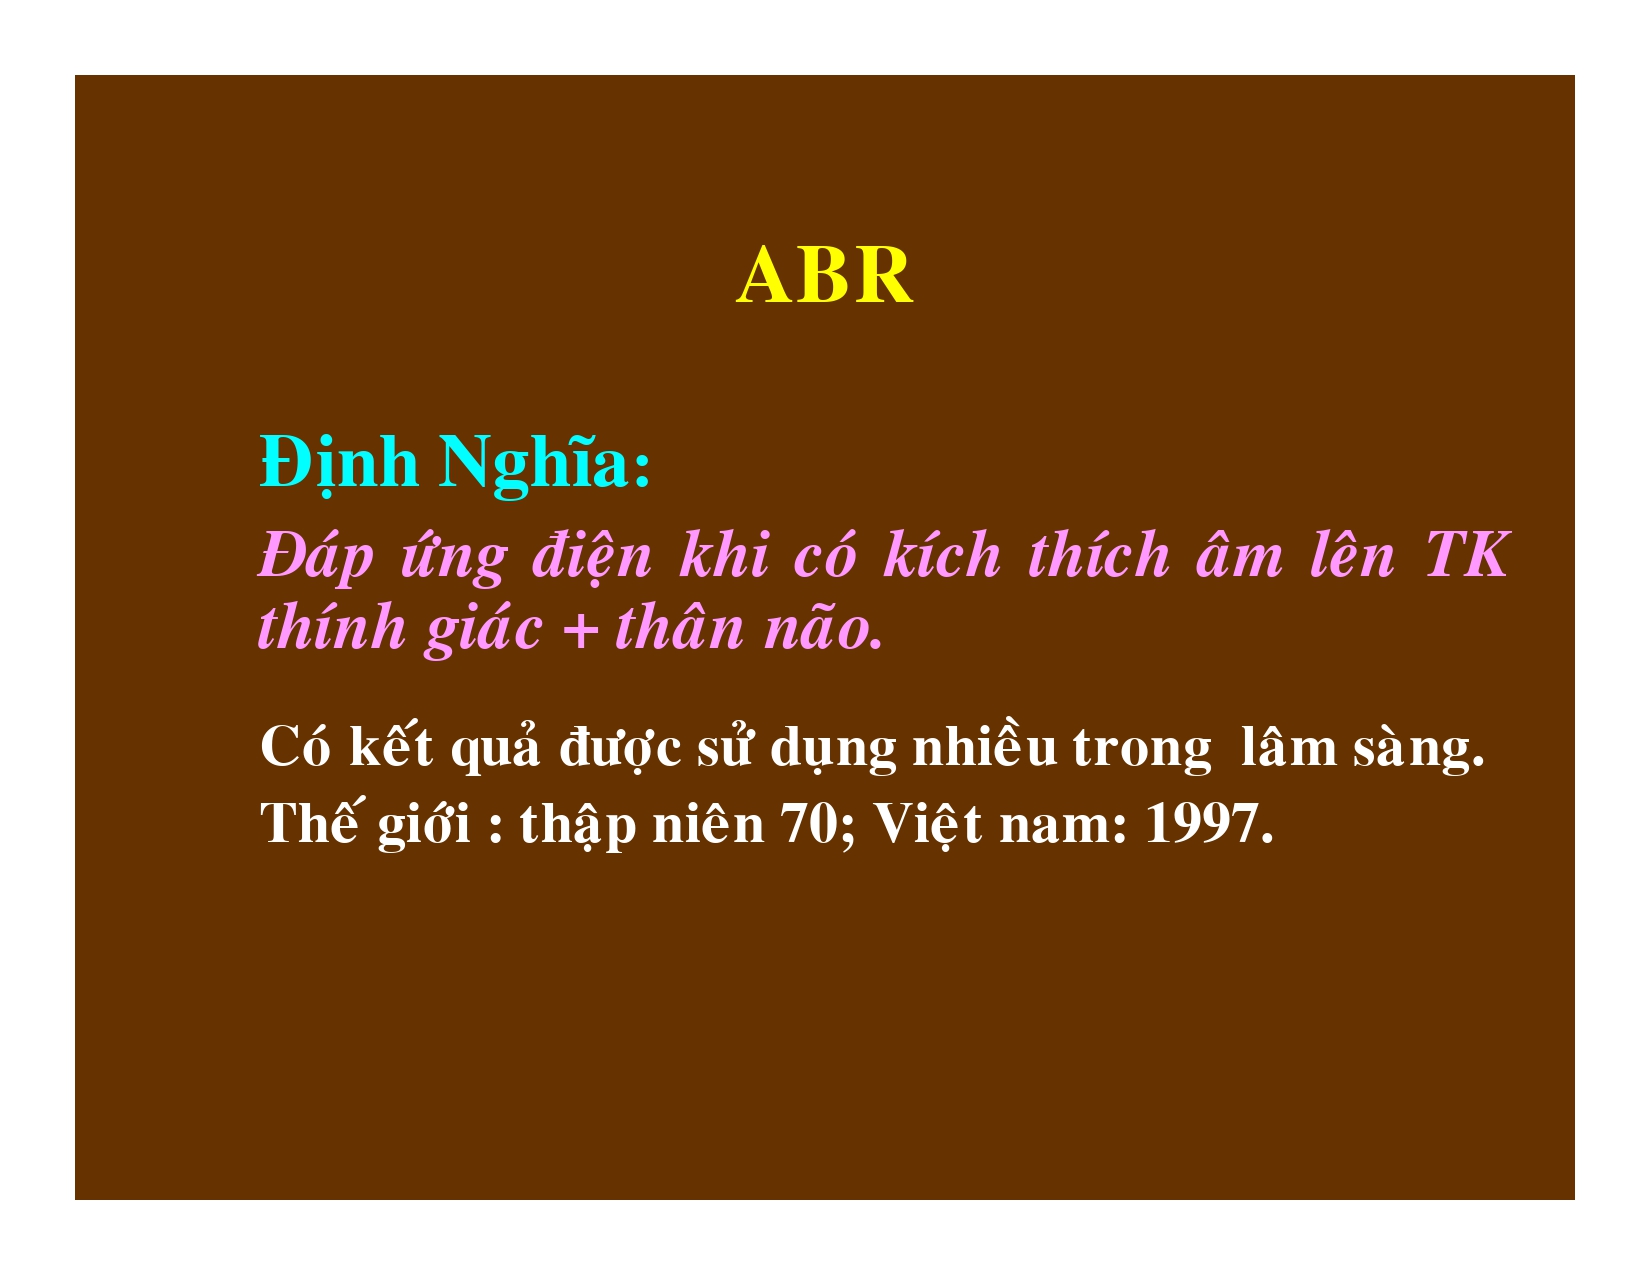 ABR
Định Nghĩa:
Đáp ứng điện khi có kích thích âm lên TK
thính giác + thân não.
Có kết quả được sử dụng nhiều trong  lâm sàng.
Thế giới : thập niên 70; Việt nam: 1997.